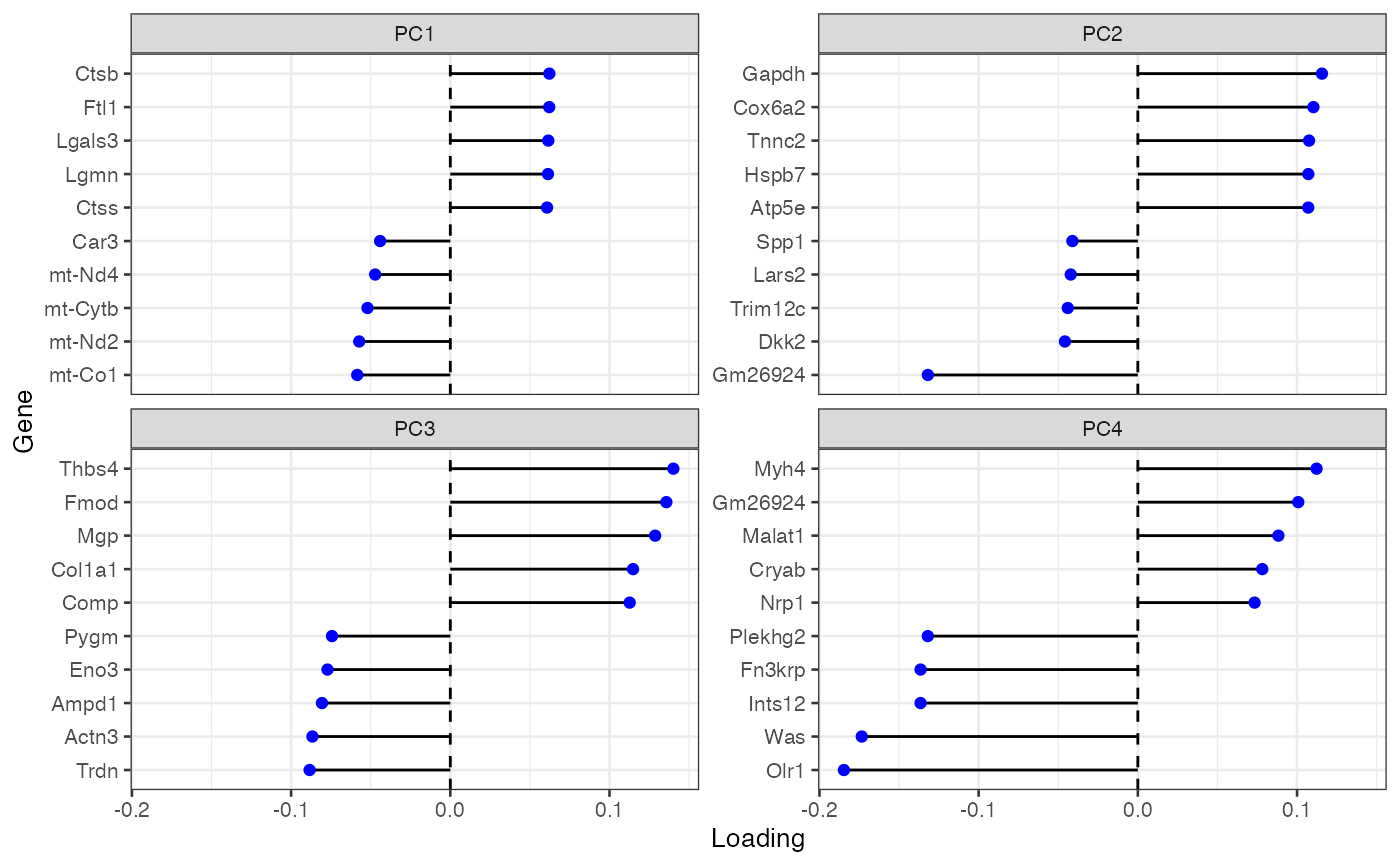 PC1
Ctsb
Ftl1
Lgals3
Lgmn
Ctss
Car3
mt-Nd4
mt-Cytb
mt-Nd2
mt-Co1
PC2
Gapdh
Cox6a2
Tnnc2
Hspb7
Atp5e
Spp1
Lars2
Trim12c
Dkk2
Gm26924
Gene
PC3
Thbs4
Fmod
Mgp
Col1a1
Comp
Pygm
Eno3
Ampd1
Actn3
Trdn
-0.2 -0.1 0.0 0.1
PC4
Myh4
Gm26924
Malat1
Cryab
Nrp1
Plekhg2
Fn3krp
Ints12
Was
Olr1
-0.2 -0.1 0.0 0.1
Loading